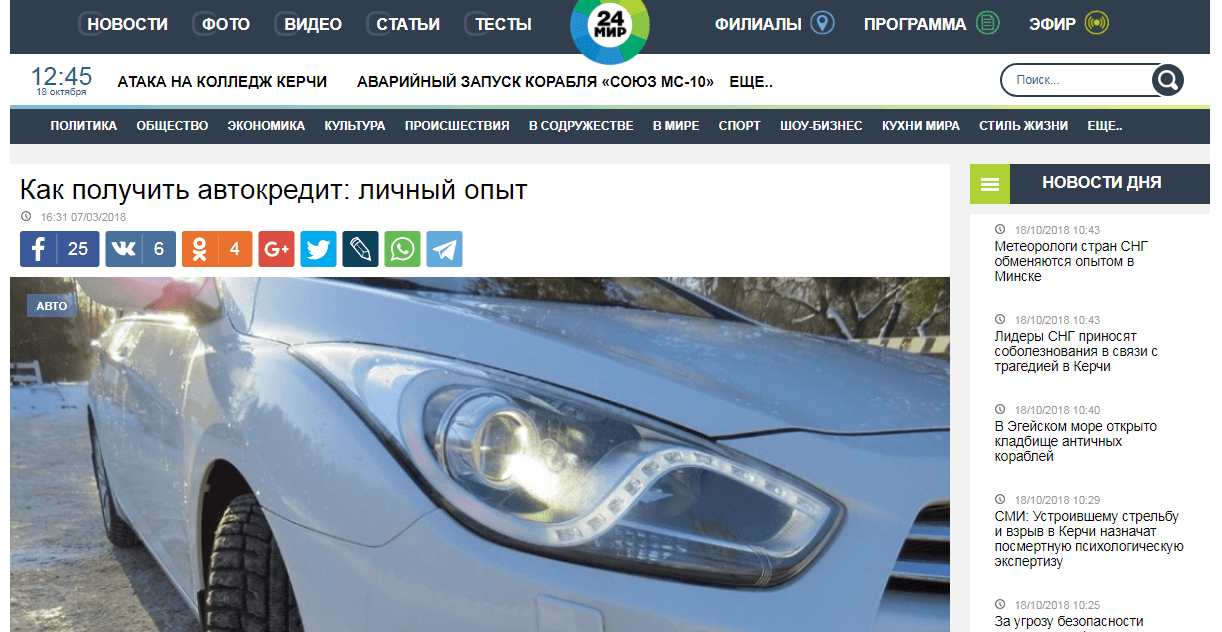 НОВОСТИ ФОТО ВИДЕО СТАТЬИ ТЕСТЫ 24 МИР ФИЛИАЛЫ ПРОГРАММА ЭФИР
12:45
18 октября
АТАКА НА КОЛЛЕДЖ КЕРЧИ АВАРИЙНЫЙ ЗАПУСК КОРАБЛЯ «СОЮЗ МС-10» ЕЩЕ..
Поиск...
ПОЛИТИКА ОБЩЕСТВО ЭКОНОМИКА КУЛЬТУРА ПРОИСШЕСТВИЯ В СОДРУЖЕСТВЕ В МИРЕ СПОРТ ШОУ-БИЗНЕС КУХНИ МИРА СТИЛЬ ЖИЗНИ ЕЩЕ..
Как получить автокредит: личный опыт
16:31 07/03/2018
25 6 4 G+
АВТО
НОВОСТИ ДНЯ
18/10/2018 10:43
Метеорологи стран СНГ
обменяются опытом в
Минске
18/10/2018 10:43
Лидеры СНГ приносят
соболезнования в связи с
трагедией в Керчи
18/10/2018 10:40
В Эгейском море открыто
кладбище античных
кораблей
18/10/2018 10:29
СМИ: Устроившему стрельбу
и взрыв в Керчи назначат
посмертную психологическую
экспертизу
18/10/2018 10:25
За угрозу безопасности